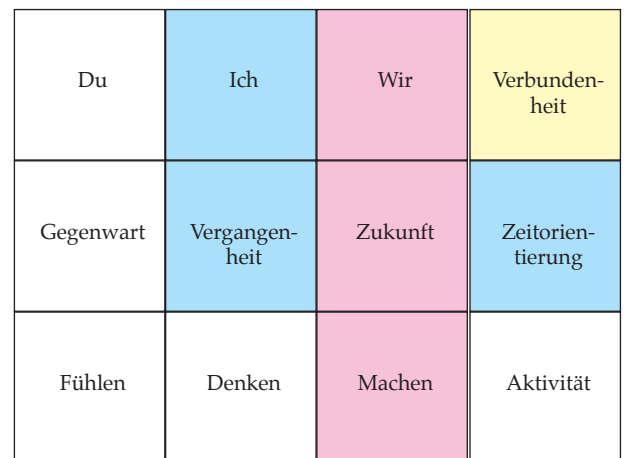 Du
Ich
Wir
Verbunden-
heit
Gegenwart
Vergangen-
heit
Zukunft
Zeitorien-
tierung
Fühlen
Denken
Machen
Aktivität